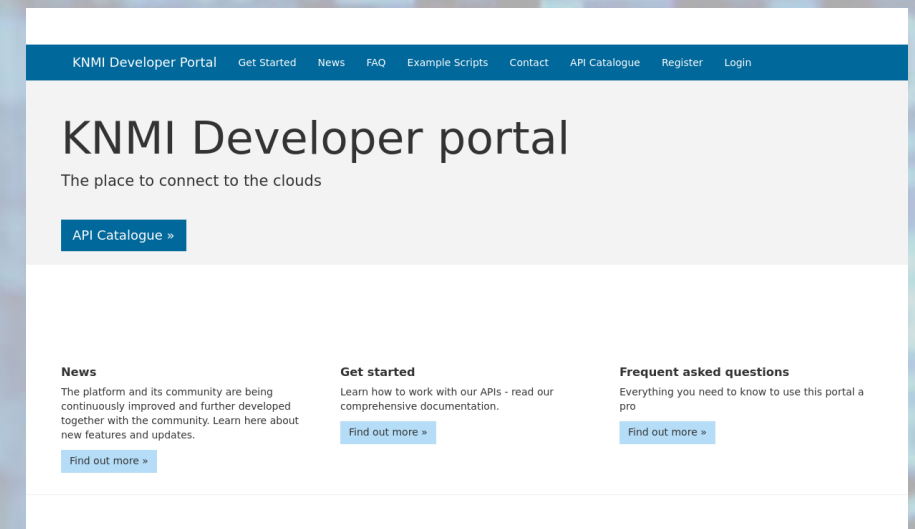 KNMI Developer Portal Get Started News FAQ Example Scripts Contact API Catalogue Register Login
KNMI Developer portal
The place to connect to the clouds
API Catalogue »
News
The platform and its community are being
continuously improved and further developed
together with the community. Learn here about
new features and updates.
Find out more »
Get started
Learn how to work with our APIs - read our
comprehensive documentation.
Find out more »
Frequent asked questions
Everything you need to know to use this portal a
pro
Find out more »